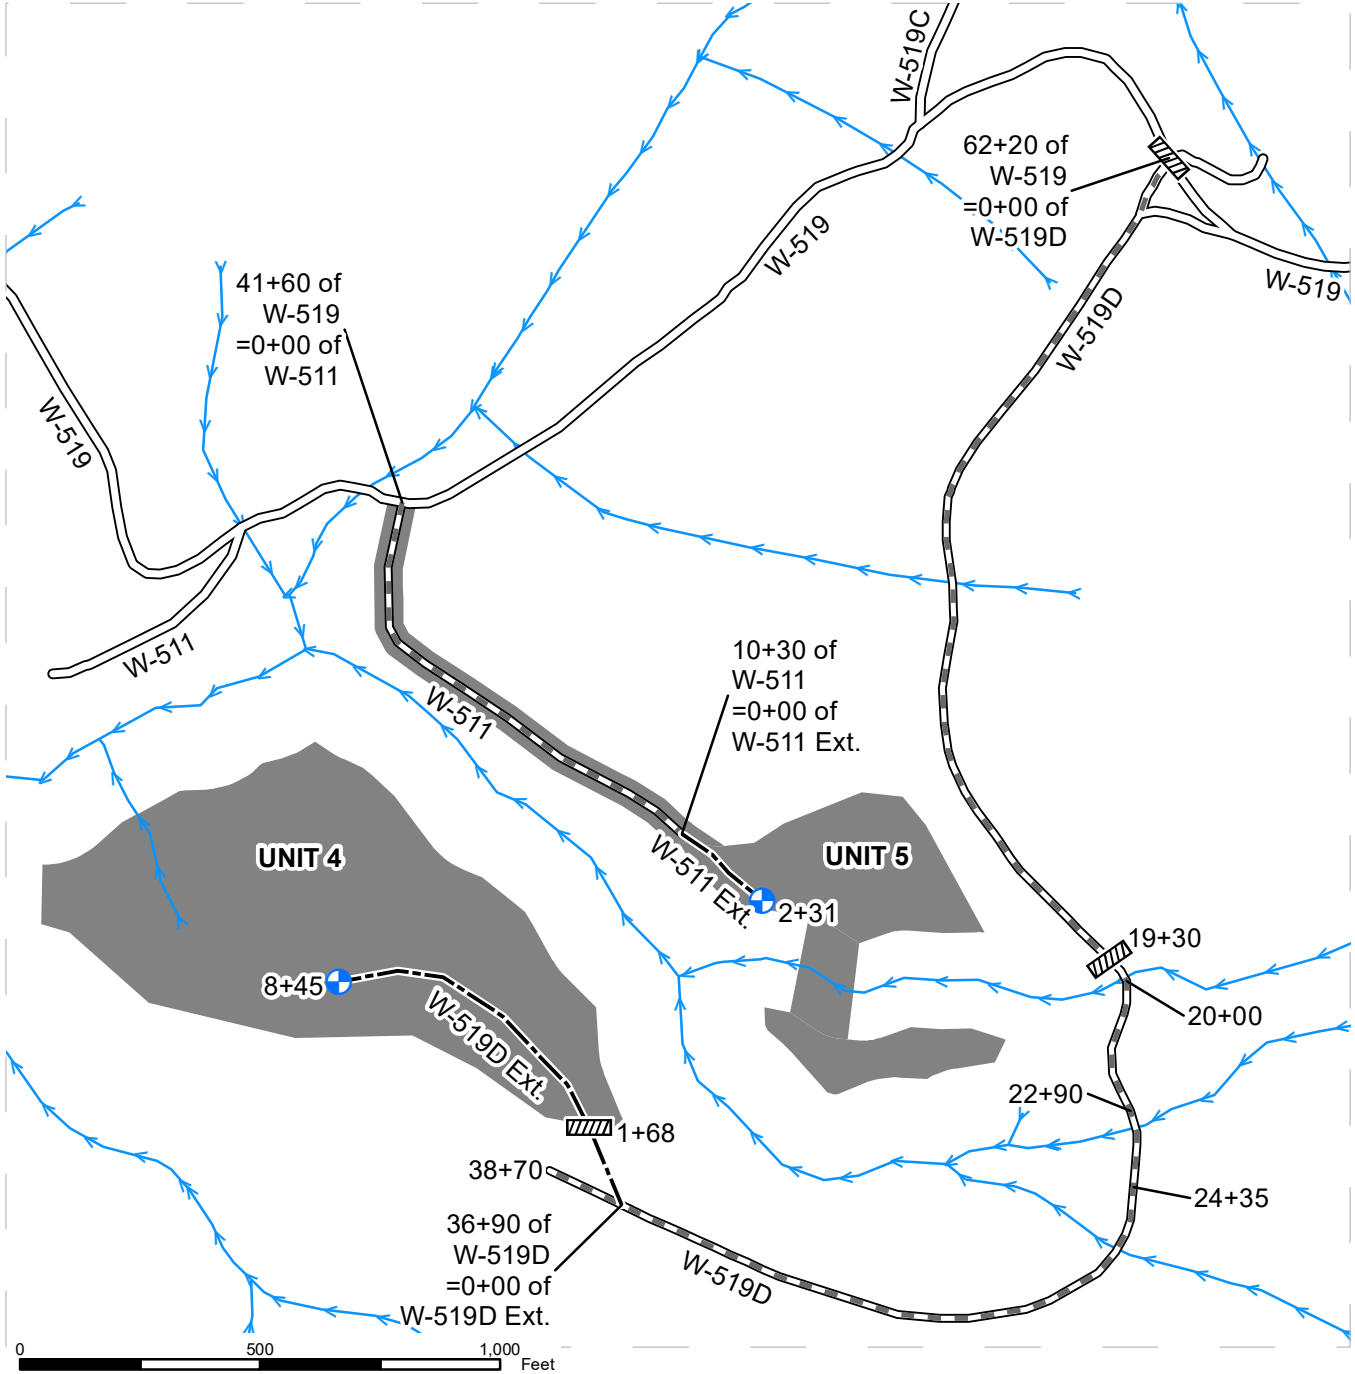 W-519C
62+20 of
W-519
=0+00 of
W-519D
W-519
W-519
41+60 of
W-519
=0+00 of
W-511
W-519D
W-519
W-511
10+30 of
W-511
=0+00 of
W-511 Ext.
W-511
UNIT 4
UNIT 5
W-511 Ext.
2+31
19+30
8+45
20+00
W-519D Ext.
22+90
1+68
38+70
24+35
36+90 of
W-519D
=0+00 of
W-519D Ext.
W-519D
0 500 1,000
Feet